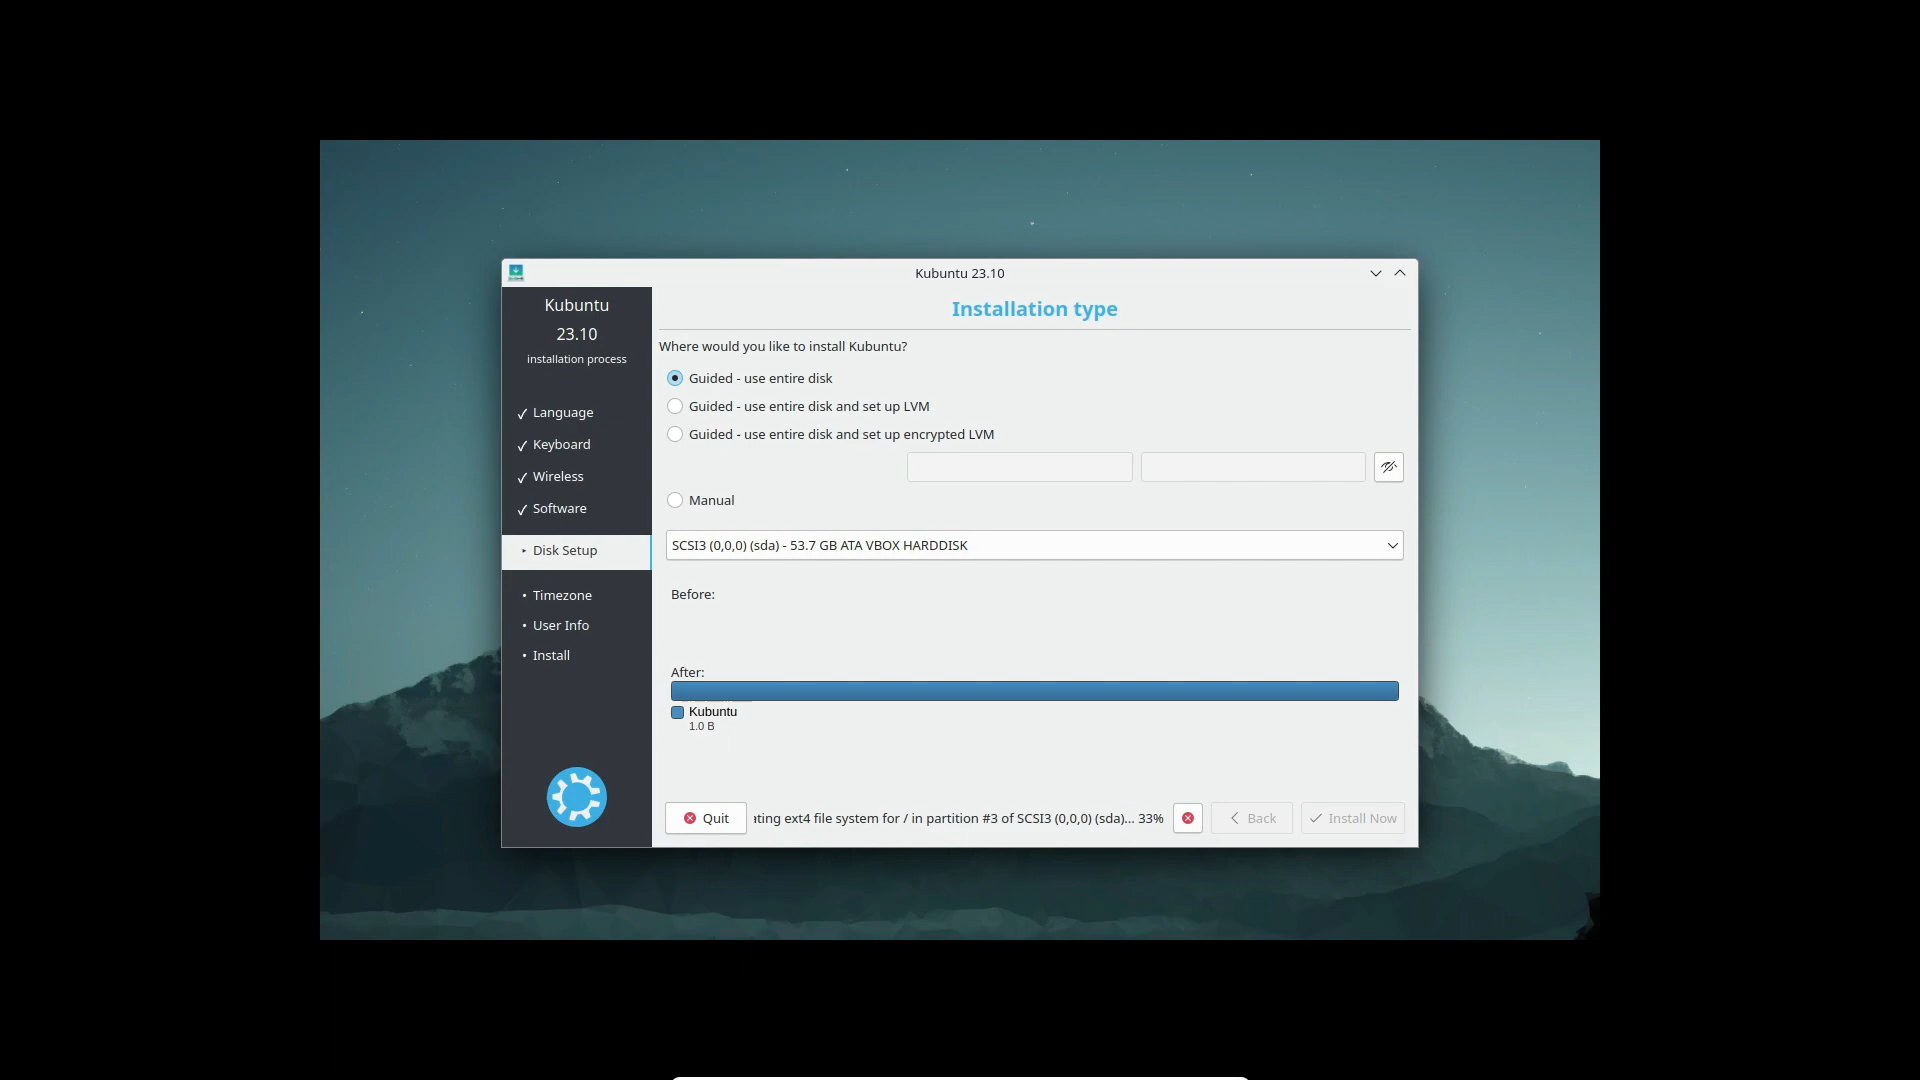 Kubuntu 23.10
Kubuntu
23.10
installation process
✓ Language
✓ Keyboard
✓ Wireless
✓ Software
‣ Disk Setup
• Timezone
• User Info
• Install
Installation type
Where would you like to install Kubuntu?
Guided - use entire disk
Guided - use entire disk and set up LVM
Guided - use entire disk and set up encrypted LVM
Manual
SCSI3 (0,0,0) (sda) - 53.7 GB ATA VBOX HARDDISK
Before:
After:
Kubuntu
1.0 B
Quit
ating ext4 file system for / in partition #3 of SCSI3 (0,0,0) (sda)... 33%
Back
Install Now